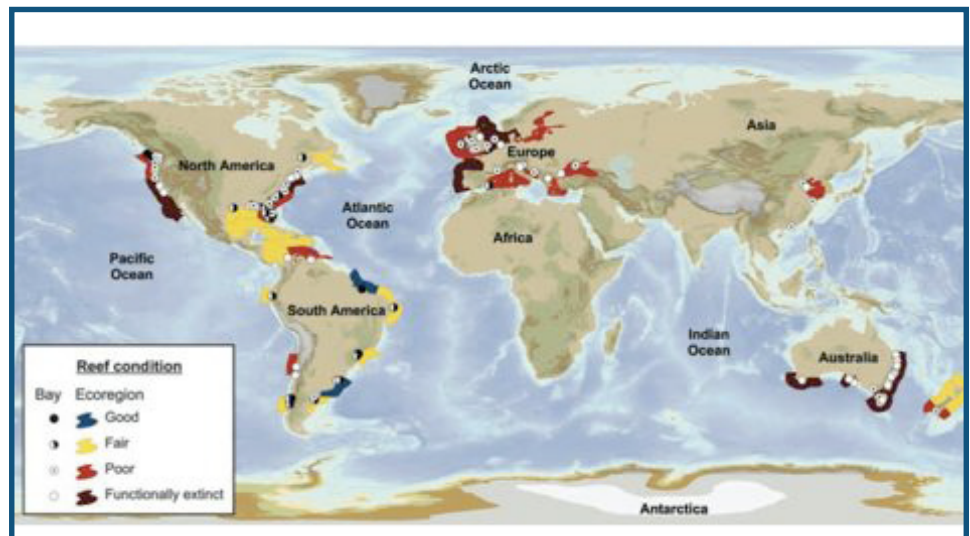 Arctic
Ocean
Asia
North America
Europe
Atlantic
Ocean
Africa
Pacific
Ocean
South America
Indian
Ocean
Australia
Reef condition
Bay Ecoregion
Good
Fair
Poor
Functionally extinct
Antarctica